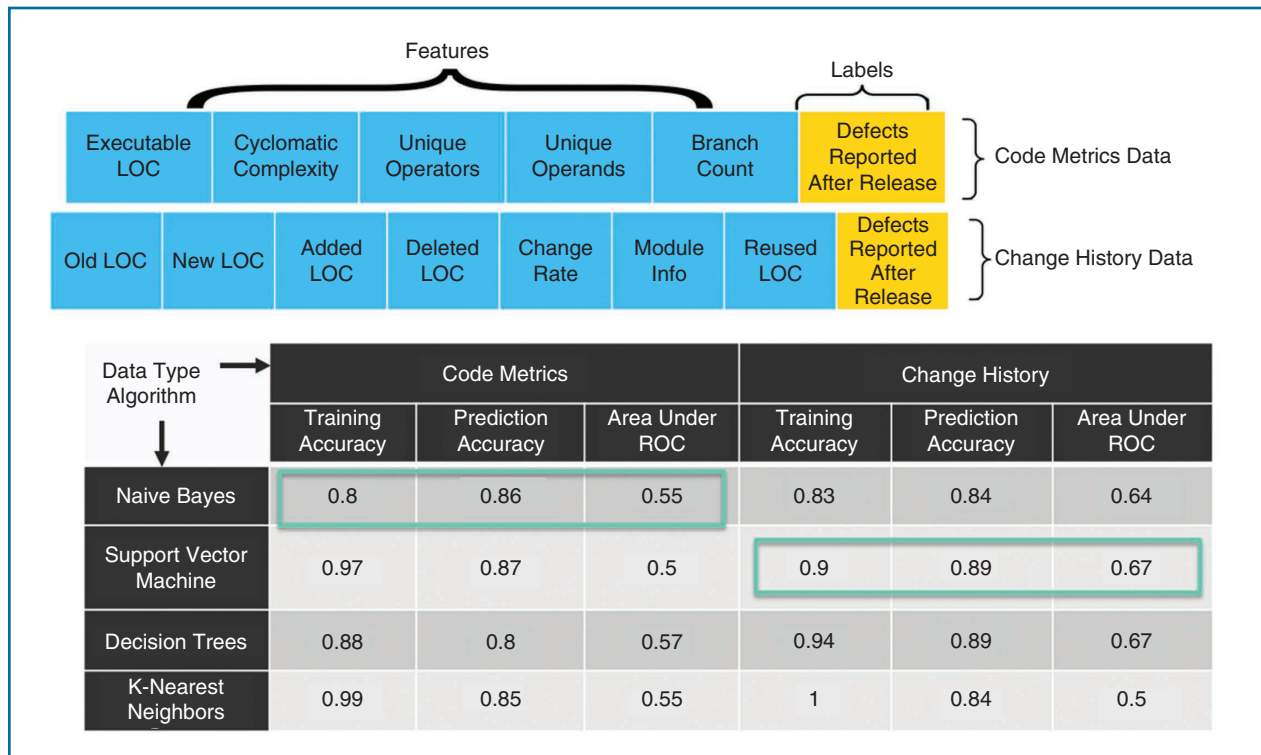 Features
Labels
Executable LOC
Cyclomatic Complexity
Unique Operators
Unique Operands
Branch Count
Defects Reported After Release
Code Metrics Data
Old LOC
New LOC
Added LOC
Deleted LOC
Change Rate
Module Info
Reused LOC
Defects Reported After Release
Change History Data
Data Type
Algorithm
Code Metrics
Change History
Training Accuracy
Prediction Accuracy
Area Under ROC
Training Accuracy
Prediction Accuracy
Area Under ROC
Naive Bayes 0.8 0.86 0.55 0.83 0.84 0.64
Support Vector Machine 0.97 0.87 0.5 0.9 0.89 0.67
Decision Trees 0.88 0.8 0.57 0.94 0.89 0.67
K-Nearest Neighbors 0.99 0.85 0.55 1 0.84 0.5